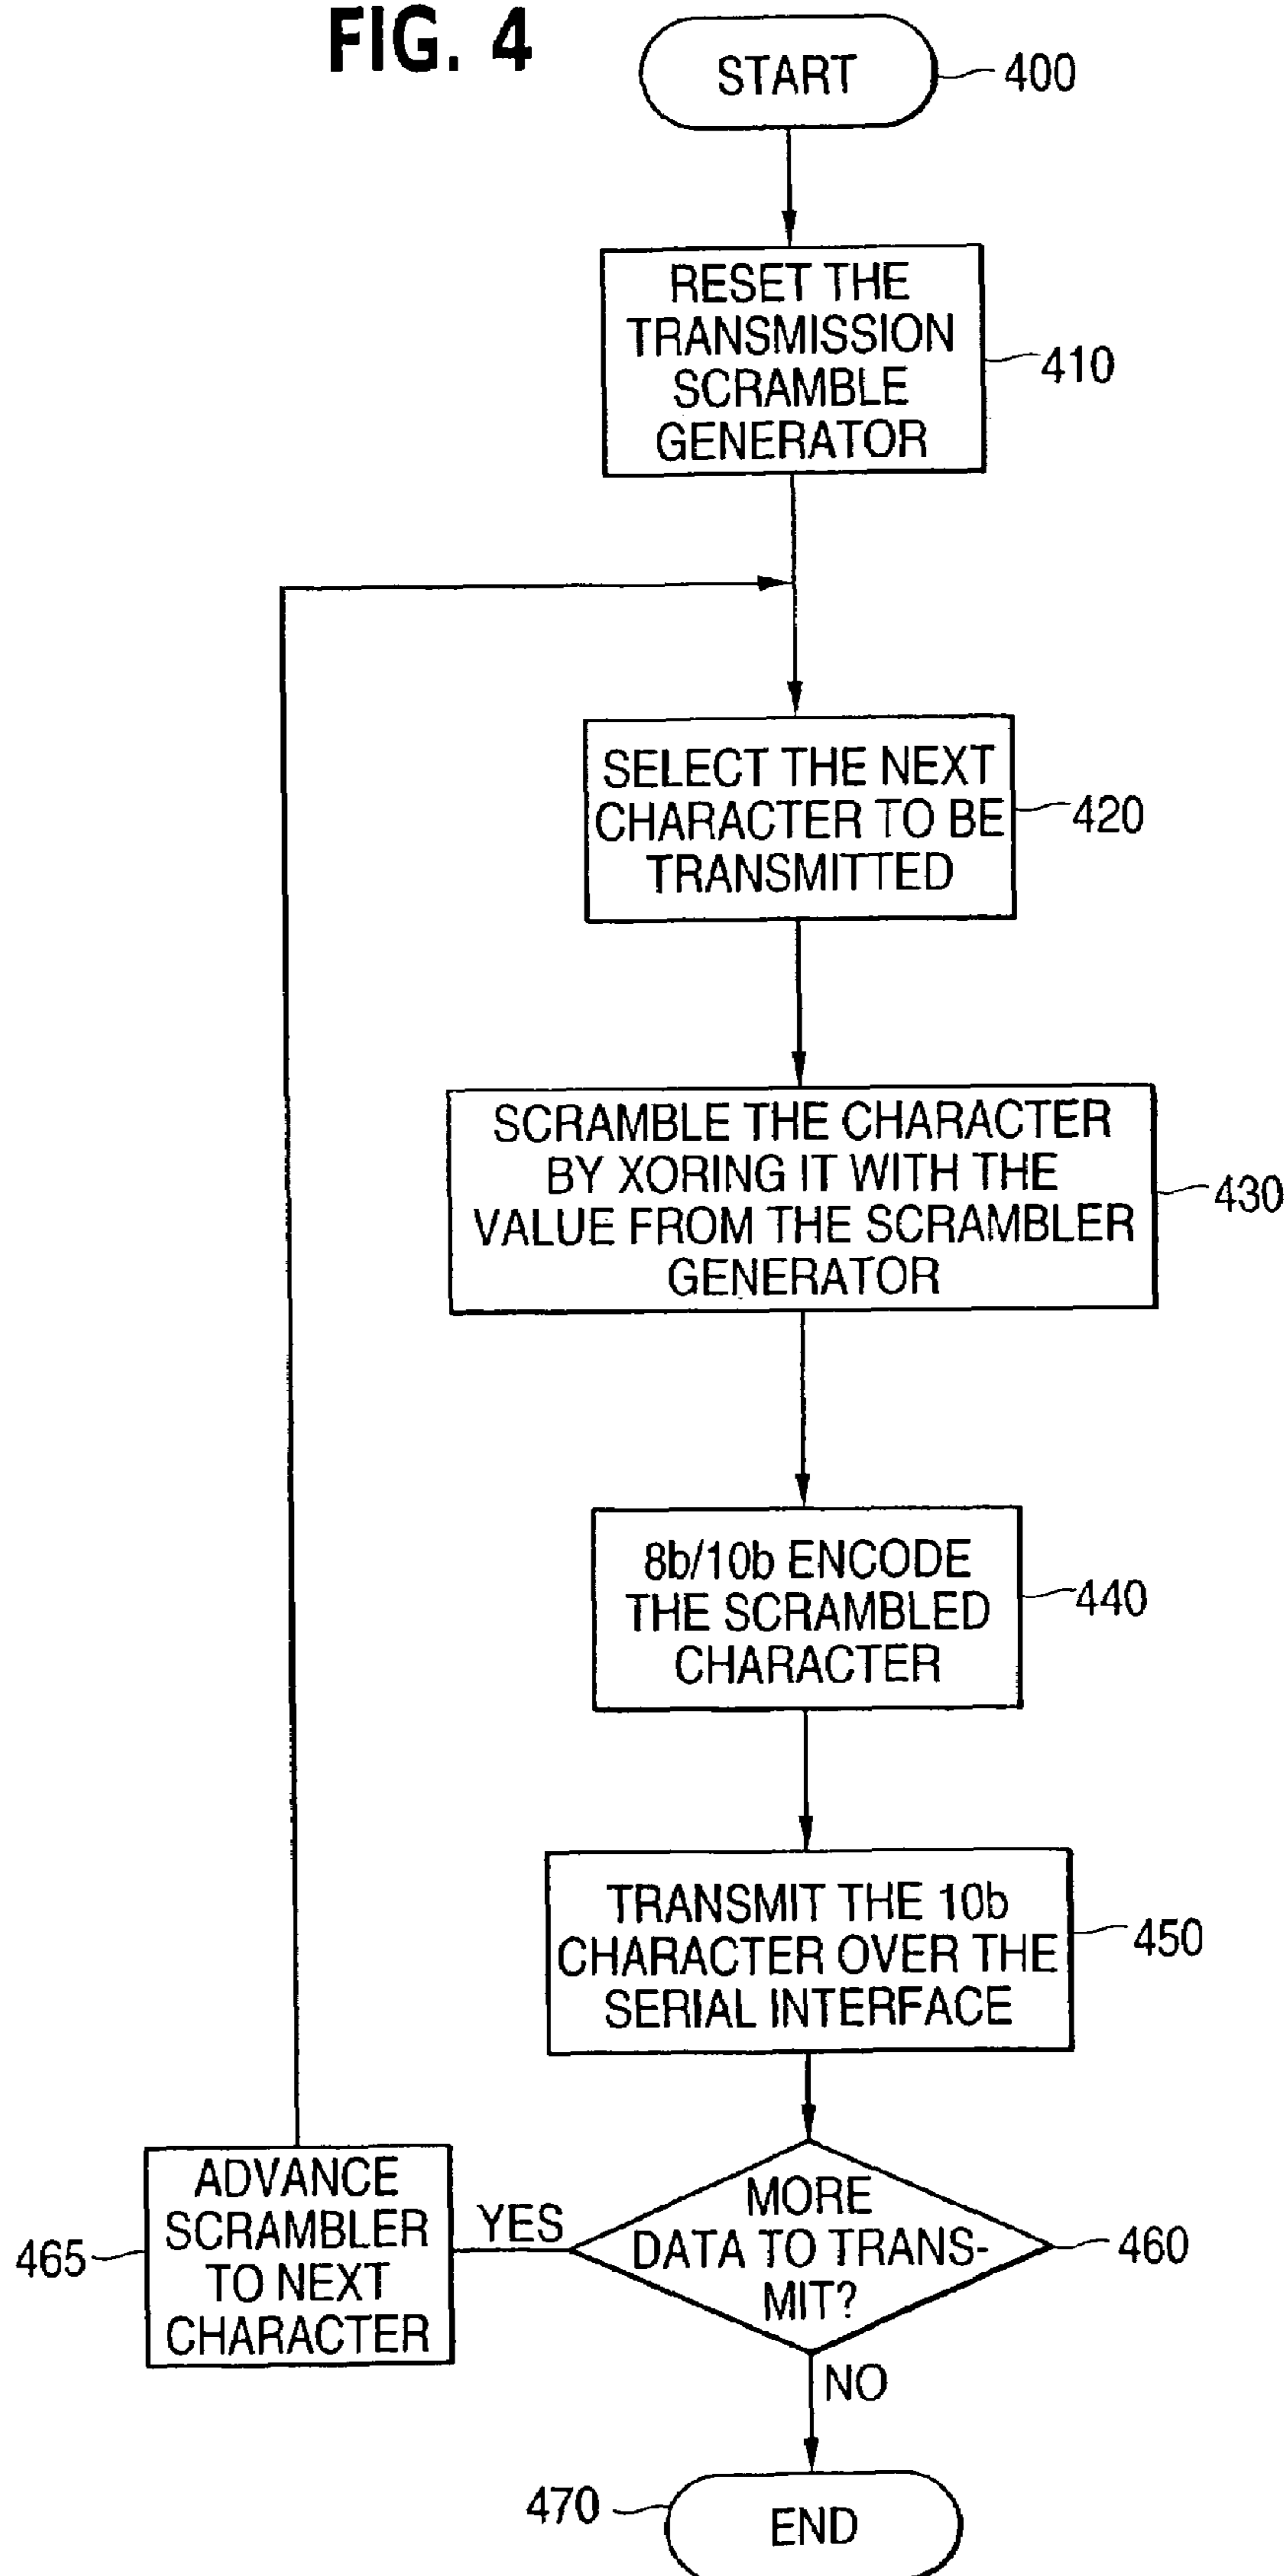 FIG. 4
START
400
RESET THE
TRANSMISSION
SCRAMBLE
GENERATOR
410
SELECT THE NEXT
CHARACTER TO BE
TRANSMITTED
420
SCRAMBLE THE CHARACTER
BY XORING IT WITH THE
VALUE FROM THE SCRAMBLER
GENERATOR
430
8b/10b ENCODE
THE SCRAMBLED
CHARACTER
440
TRANSMIT THE 10b
CHARACTER OVER THE
SERIAL INTERFACE
450
MORE
DATA TO TRANS-
MIT?
460
YES
ADVANCE
SCRAMBLER
TO NEXT
CHARACTER
465
NO
470
END